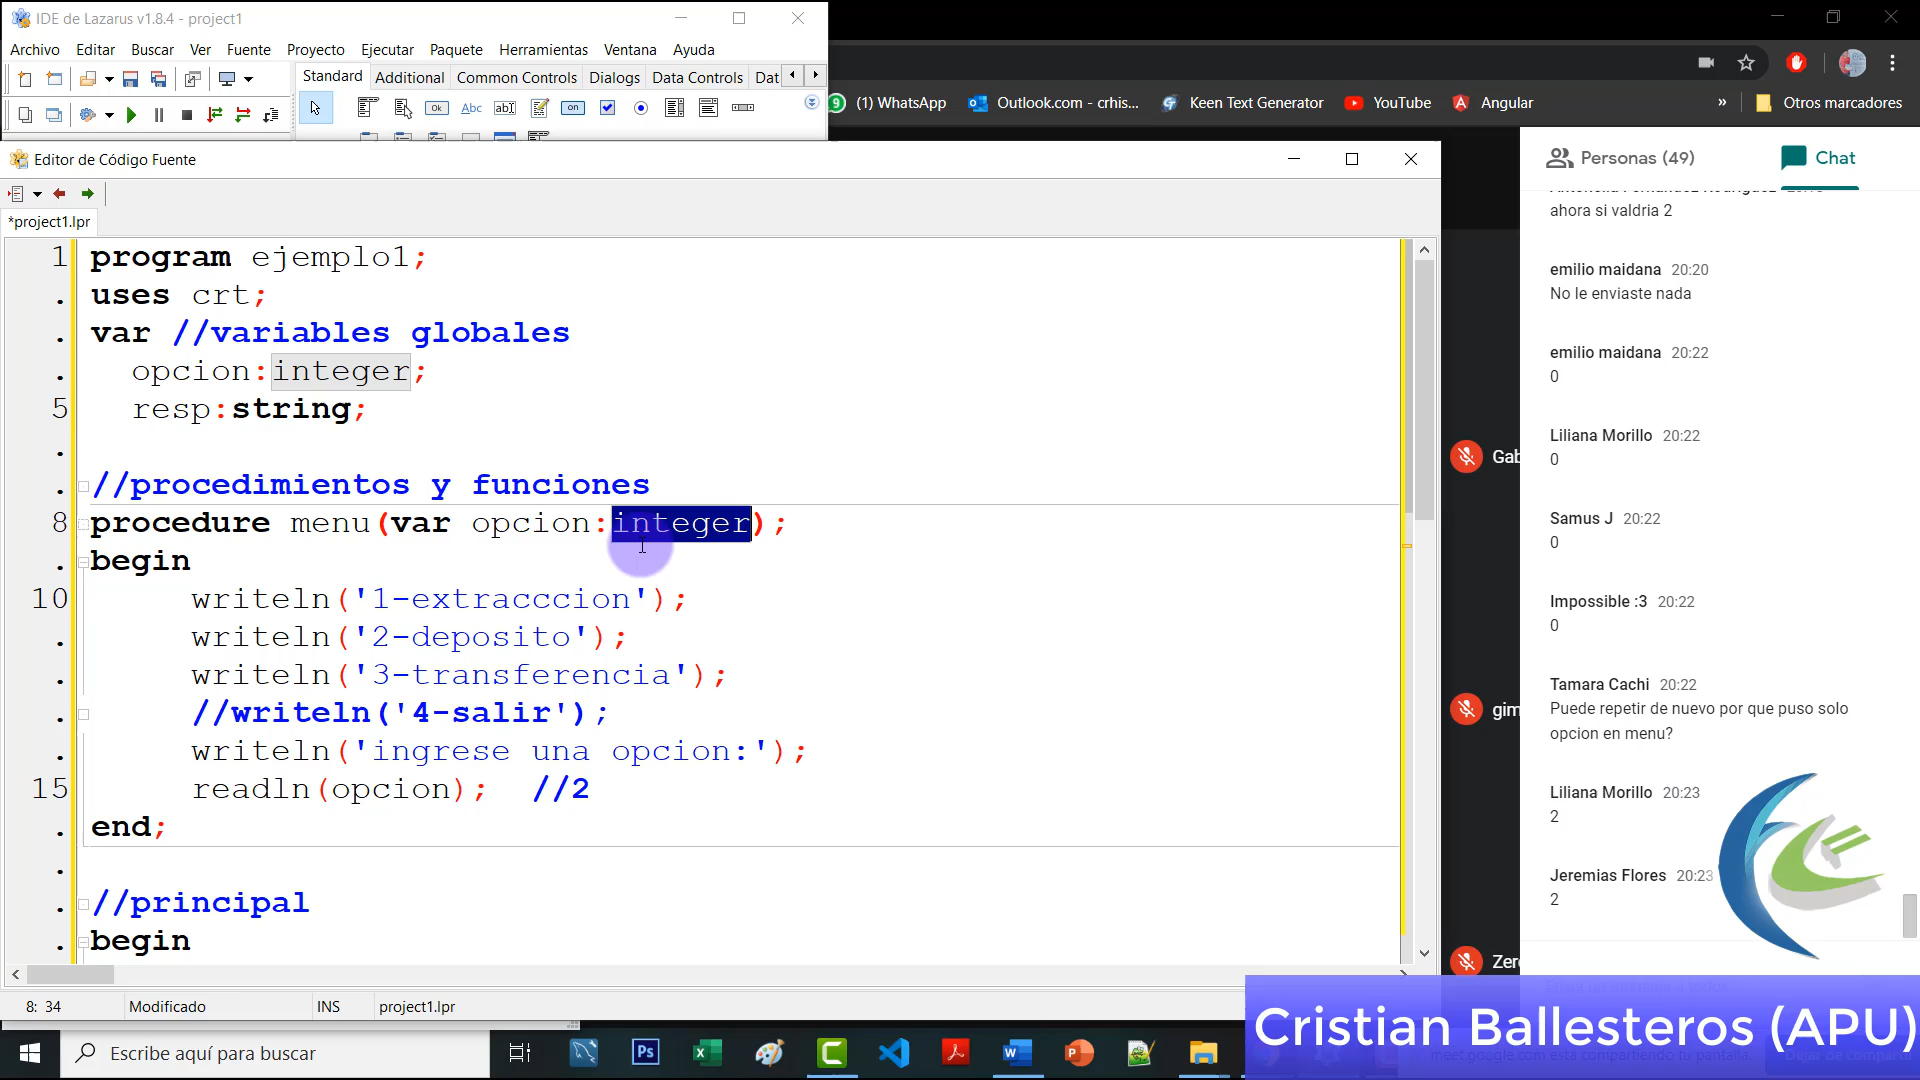 IDE de Lazarus v1.8.4 - project1
Archivo Editar Buscar Ver Fuente Proyecto Ejecutar Paquete Herramientas Ventana Ayuda
Standard Additional Common Controls Dialogs Data Controls Dat
Ok Abc ab on
(1) WhatsApp Outlook.com - crhis... Keen Text Generator YouTube Angular » Otros marcadores
Editor de Código Fuente
*project1.lpr
1 program ejemplo1;
. uses crt;
. var //variables globales
. opcion:integer;
5 resp:string;
.
. //procedimientos y funciones
8 procedure menu(var opcion:integer);
. begin
10 writeln('1-extracccion');
. writeln('2-deposito');
. writeln('3-transferencia');
. //writeln('4-salir');
. writeln('ingrese una opcion:');
15 readln(opcion); //2
. end;
.
. //principal
. begin
8: 34 Modificado INS project1.lpr
Personas (49) Chat
ahora si valdria 2
emilio maidana 20:20
No le enviaste nada
emilio maidana 20:22
0
Liliana Morillo 20:22
0
Samus J 20:22
0
Impossible :3 20:22
0
Tamara Cachi 20:22
Puede repetir de nuevo por que puso solo
opcion en menu?
Liliana Morillo 20:23
2
Jeremias Flores 20:23
2
Gab
gim
Zero
Escribe aquí para buscar
Ps
Cristian Ballesteros (APU)